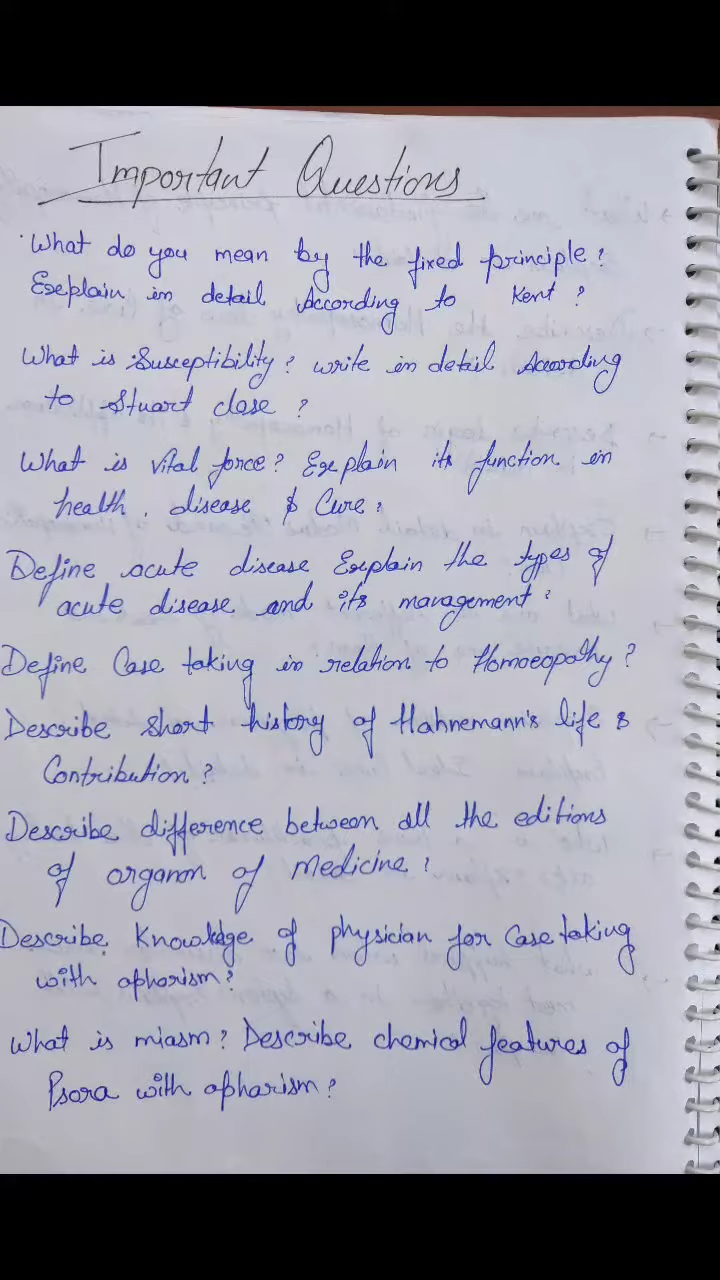 Important Questions
What do you mean by the fixed principle?
Exeplain in detail According to Kent?
What is Susceptibility? write in detail According
to Stuart close?
What is vital force? Exeplain its function in
health, disease & Cure.
Define acute disease Explain the types of
acute disease and its management?
Define Case taking in relation to Homoeopathy?
Describe short history of Hahnemann's life &
Contribution?
Describe difference between all the editions
of organon of Medicine?
Describe Knowledge of physician for Case taking
with apharism?
What is miasm? Describe chemical features of
Psora with apharism?